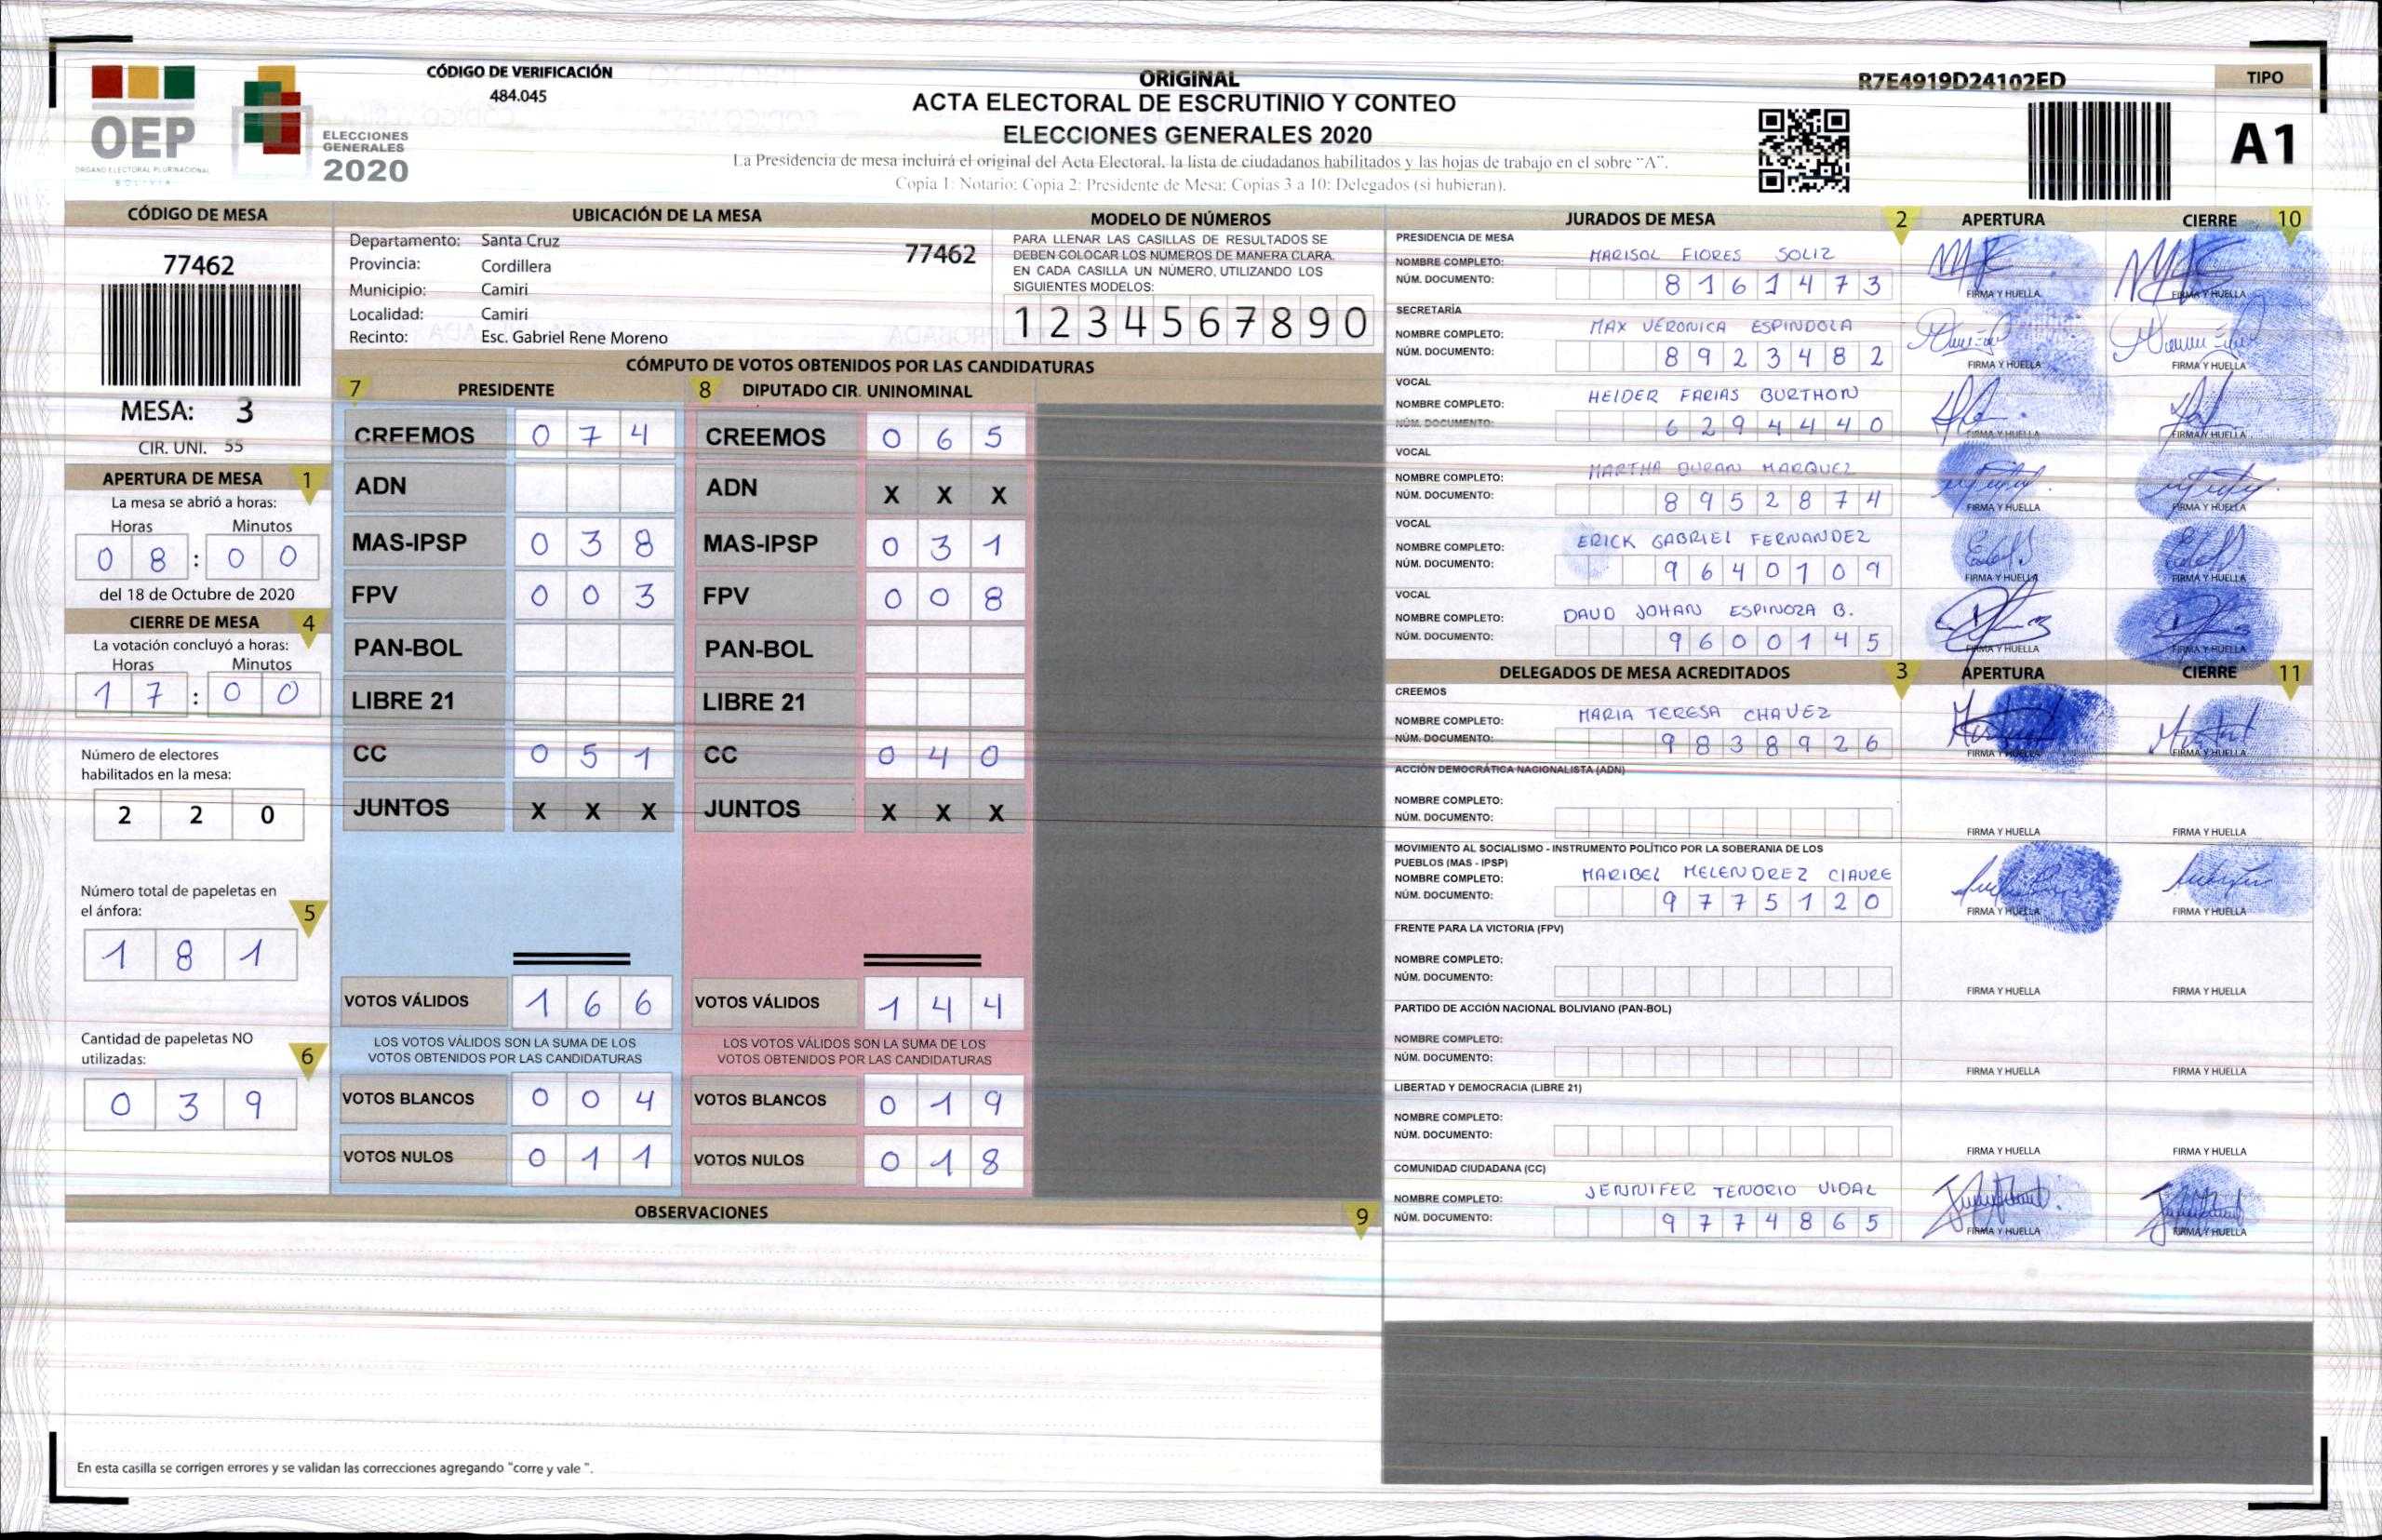 CÓDIGO DE VERIFICACIÓN
484.045
OEP
ÓRGANO ELECTORAL PLURINACIONAL
BOLIVIA
ELECCIONES
GENERALES
2020
ORIGINAL
ACTA ELECTORAL DE ESCRUTINIO Y CONTEO
ELECCIONES GENERALES 2020
La Presidencia de mesa incluirá el original del Acta Electoral, la lista de ciudadanos habilitados y las hojas de trabajo en el sobre "A".
Copia 1: Notario; Copia 2: Presidente de Mesa; Copias 3 a 10: Delegados (si hubieran).
R7E4919D24102ED
TIPO
A1
CÓDIGO DE MESA
77462
MESA: 3
CIR. UNI. 55
APERTURA DE MESA 1
La mesa se abrió a horas:
Horas Minutos
0 8 : 0 0
del 18 de Octubre de 2020
CIERRE DE MESA 4
La votación concluyó a horas:
Horas Minutos
1 7 : 0 0
Número de electores
habilitados en la mesa:
2 2 0
Número total de papeletas en
el ánfora: 5
1 8 1
Cantidad de papeletas NO
utilizadas: 6
0 3 9
UBICACIÓN DE LA MESA
Departamento: Santa Cruz 77462
Provincia: Cordillera
Municipio: Camiri
Localidad: Camiri
Recinto: Esc. Gabriel Rene Moreno
MODELO DE NÚMEROS
PARA LLENAR LAS CASILLAS DE RESULTADOS SE
DEBEN COLOCAR LOS NÚMEROS DE MANERA CLARA.
EN CADA CASILLA UN NÚMERO, UTILIZANDO LOS
SIGUIENTES MODELOS:
1 2 3 4 5 6 7 8 9 0
CÓMPUTO DE VOTOS OBTENIDOS POR LAS CANDIDATURAS
7 PRESIDENTE
CREEMOS 0 7 4
ADN
MAS-IPSP 0 3 8
FPV 0 0 3
PAN-BOL
LIBRE 21
CC 0 5 1
JUNTOS X X X
VOTOS VÁLIDOS 1 6 6
LOS VOTOS VÁLIDOS SON LA SUMA DE LOS
VOTOS OBTENIDOS POR LAS CANDIDATURAS
VOTOS BLANCOS 0 0 4
VOTOS NULOS 0 1 1
8 DIPUTADO CIR. UNINOMINAL
CREEMOS 0 6 5
ADN X X X
MAS-IPSP 0 3 1
FPV 0 0 8
PAN-BOL
LIBRE 21
CC 0 4 0
JUNTOS X X X
VOTOS VÁLIDOS 1 4 4
LOS VOTOS VÁLIDOS SON LA SUMA DE LOS
VOTOS OBTENIDOS POR LAS CANDIDATURAS
VOTOS BLANCOS 0 1 9
VOTOS NULOS 0 1 8
OBSERVACIONES 9
En esta casilla se corrigen errores y se validan las correcciones agregando "corre y vale ".
JURADOS DE MESA 2 APERTURA CIERRE 10
PRESIDENCIA DE MESA
NOMBRE COMPLETO: MARISOL FLORES SOLIZ
NÚM. DOCUMENTO: 8 1 6 1 4 7 3
FIRMA Y HUELLA FIRMA Y HUELLA
SECRETARÍA
NOMBRE COMPLETO: MAX VERONICA ESPINDOLA
NÚM. DOCUMENTO: 8 9 2 3 4 8 2
FIRMA Y HUELLA FIRMA Y HUELLA
VOCAL
NOMBRE COMPLETO: HEIDER FARIAS BURTHON
NÚM. DOCUMENTO: 6 2 9 4 4 4 0
FIRMA Y HUELLA FIRMA Y HUELLA
VOCAL
NOMBRE COMPLETO: MARTHA DURAN MARQUEZ
NÚM. DOCUMENTO: 8 9 5 2 8 7 4
FIRMA Y HUELLA FIRMA Y HUELLA
VOCAL
NOMBRE COMPLETO: ERICK GABRIEL FERNANDEZ
NÚM. DOCUMENTO: 9 6 4 0 1 0 9
FIRMA Y HUELLA FIRMA Y HUELLA
VOCAL
NOMBRE COMPLETO: DAVID JOHAN ESPINOZA B.
NÚM. DOCUMENTO: 9 6 0 0 1 4 5
FIRMA Y HUELLA FIRMA Y HUELLA
DELEGADOS DE MESA ACREDITADOS 3 APERTURA CIERRE 11
CREEMOS
NOMBRE COMPLETO: MARIA TERESA CHAVEZ
NÚM. DOCUMENTO: 9 8 3 8 9 2 6
FIRMA Y HUELLA FIRMA Y HUELLA
ACCIÓN DEMOCRÁTICA NACIONALISTA (ADN)
NOMBRE COMPLETO:
NÚM. DOCUMENTO:
FIRMA Y HUELLA FIRMA Y HUELLA
MOVIMIENTO AL SOCIALISMO - INSTRUMENTO POLÍTICO POR LA SOBERANIA DE LOS
PUEBLOS (MAS - IPSP)
NOMBRE COMPLETO: MARIBEL MELENDREZ CLAURE
NÚM. DOCUMENTO: 9 7 7 5 1 2 0
FIRMA Y HUELLA FIRMA Y HUELLA
FRENTE PARA LA VICTORIA (FPV)
NOMBRE COMPLETO:
NÚM. DOCUMENTO:
FIRMA Y HUELLA FIRMA Y HUELLA
PARTIDO DE ACCIÓN NACIONAL BOLIVIANO (PAN-BOL)
NOMBRE COMPLETO:
NÚM. DOCUMENTO:
FIRMA Y HUELLA FIRMA Y HUELLA
LIBERTAD Y DEMOCRACIA (LIBRE 21)
NOMBRE COMPLETO:
NÚM. DOCUMENTO:
FIRMA Y HUELLA FIRMA Y HUELLA
COMUNIDAD CIUDADANA (CC)
NOMBRE COMPLETO: JENNIFER TENORIO VIDAL
NÚM. DOCUMENTO: 9 7 7 4 8 6 5
FIRMA Y HUELLA FIRMA Y HUELLA